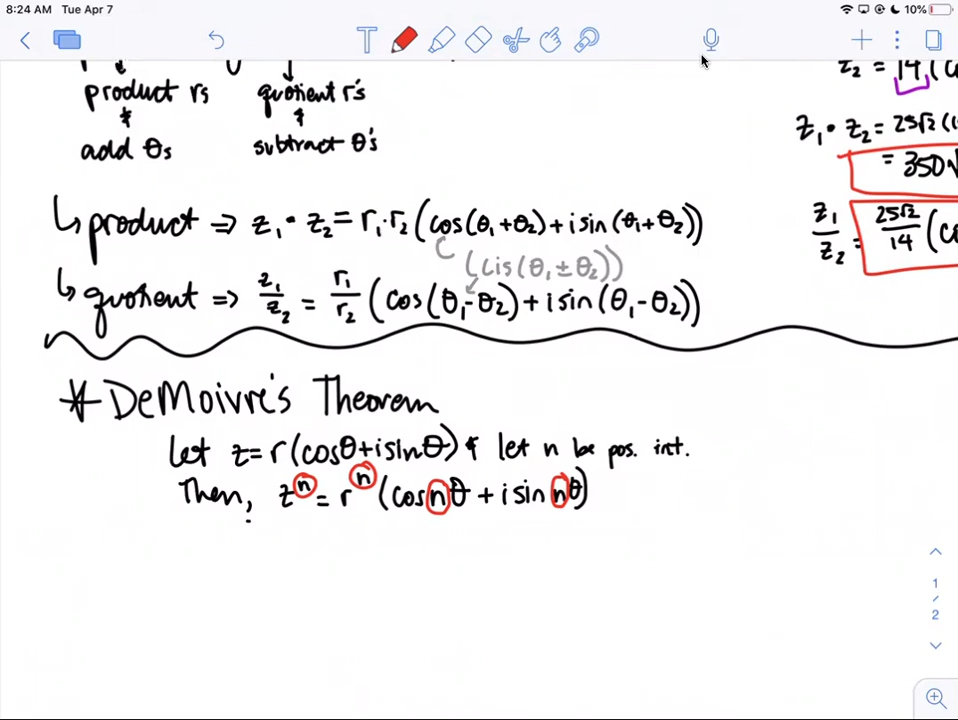 8:24 AM Tue Apr 7
10%
T
product rs
& add θs
quotient r's
& subtract θ's
z₂ = 14 (c
z₁ • z₂ = 25√2 (1
= 350√
z₁/z₂ = 25√2/14 (co
↳ product ⇒ z₁ • z₂ = r₁·r₂ (cos(θ₁+θ₂) + i sin(θ₁+θ₂))
(cis(θ₁ ± θ₂))
↳ quotient ⇒ z₁/z₂ = r₁/r₂ (cos(θ₁-θ₂) + i sin(θ₁-θ₂))
* DeMoivre's Theorem
let z = r(cosθ + i sinθ) & let n be pos. int.
Then, zⁿ = rⁿ (cos nθ + i sin nθ)
1
/
2